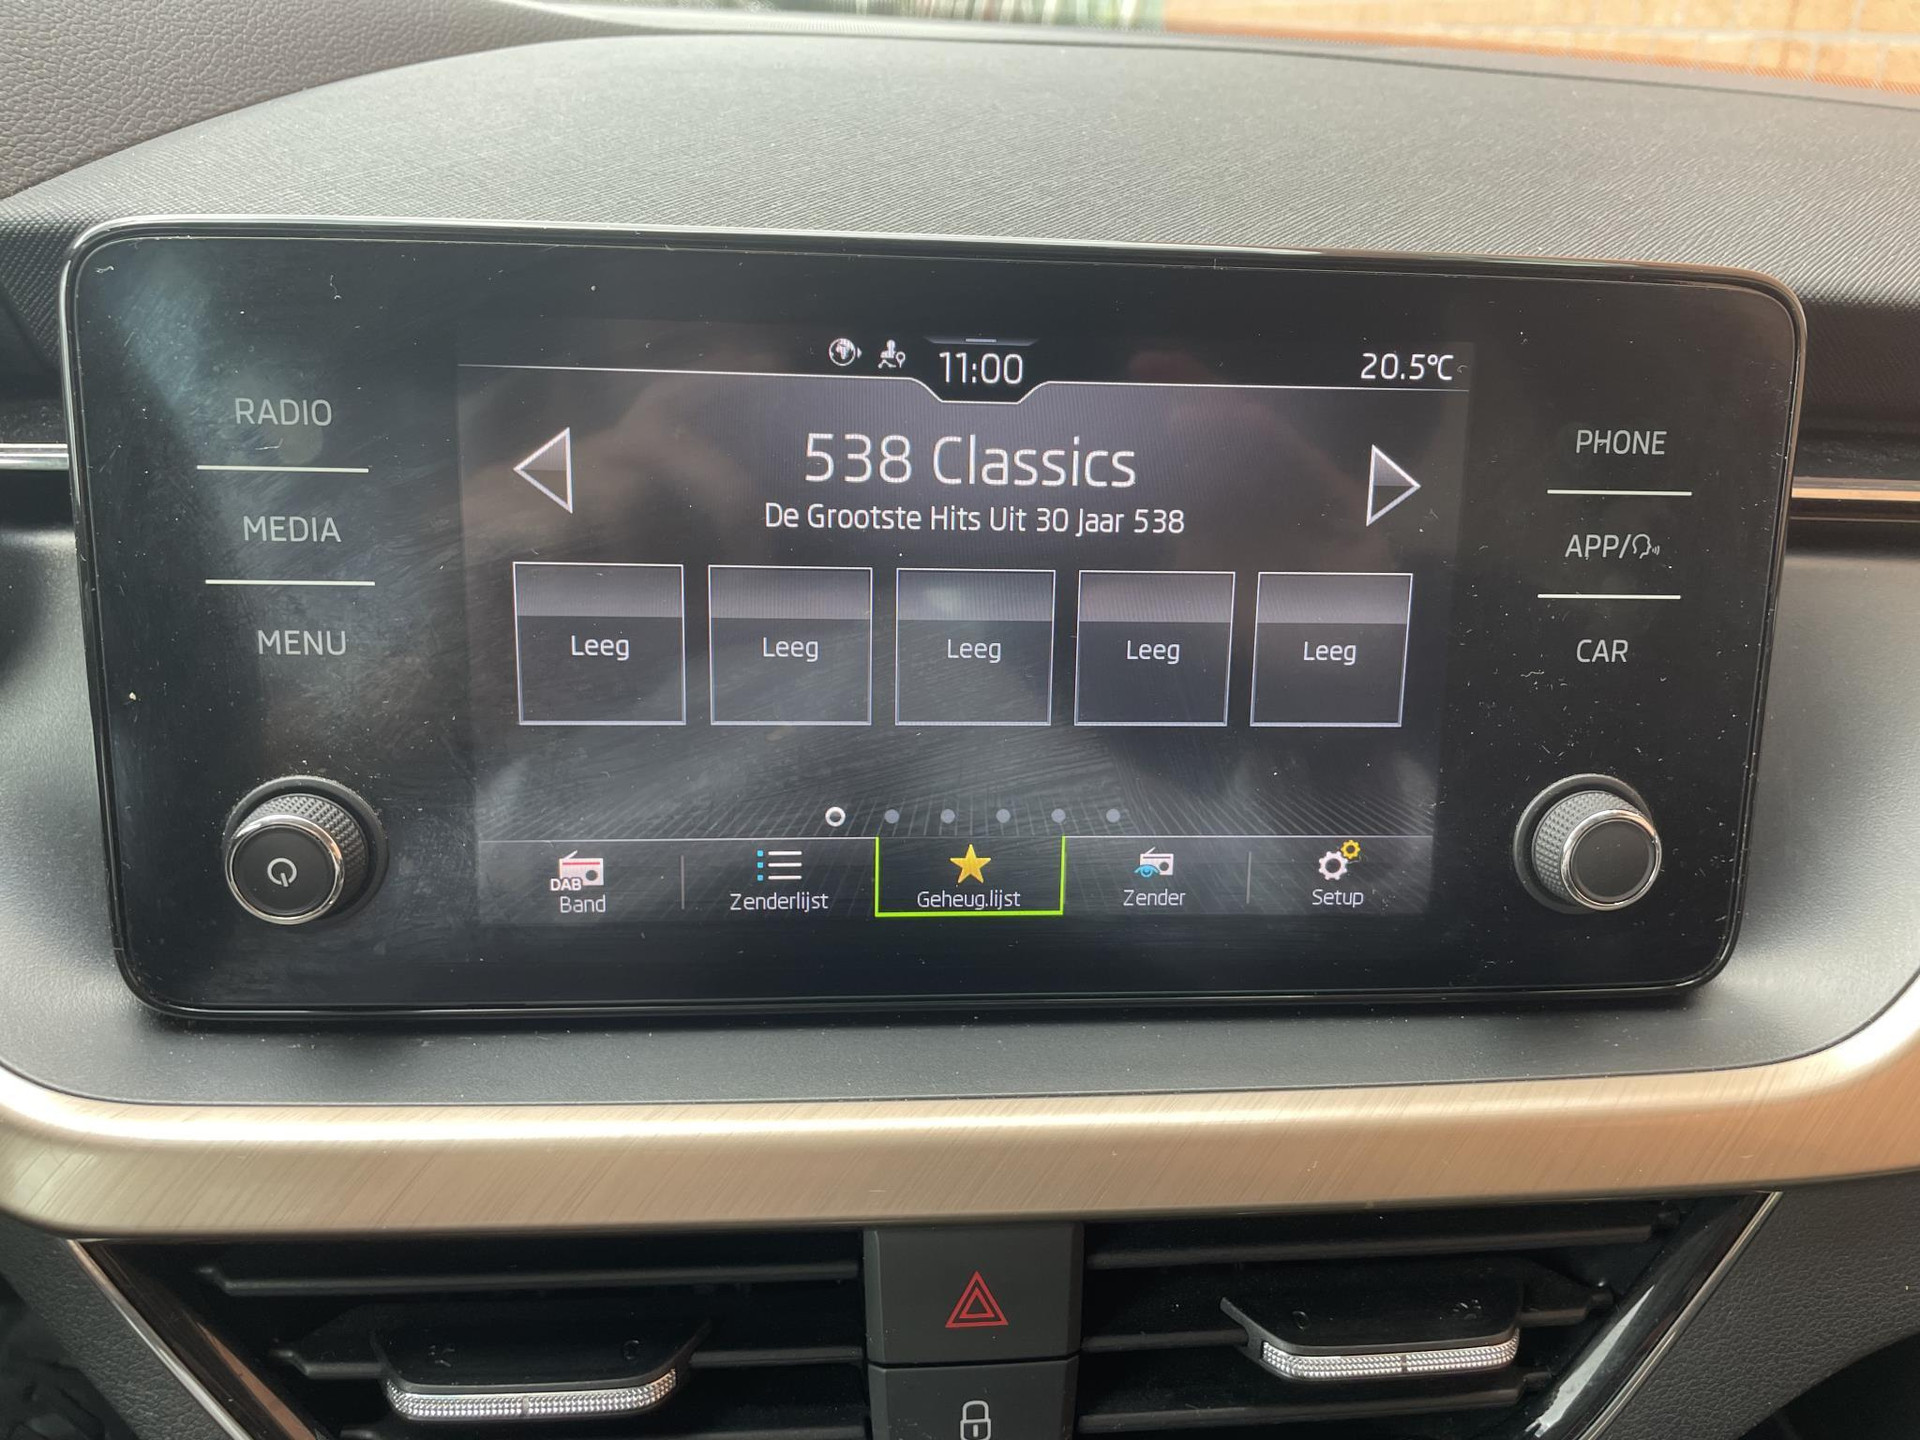 11:00
20.5°C
RADIO
MEDIA
MENU
538 Classics
De Grootste Hits Uit 30 Jaar 538
Leeg Leeg Leeg Leeg Leeg
PHONE
APP/
CAR
DAB
Band Zenderlijst Geheug.lijst Zender Setup